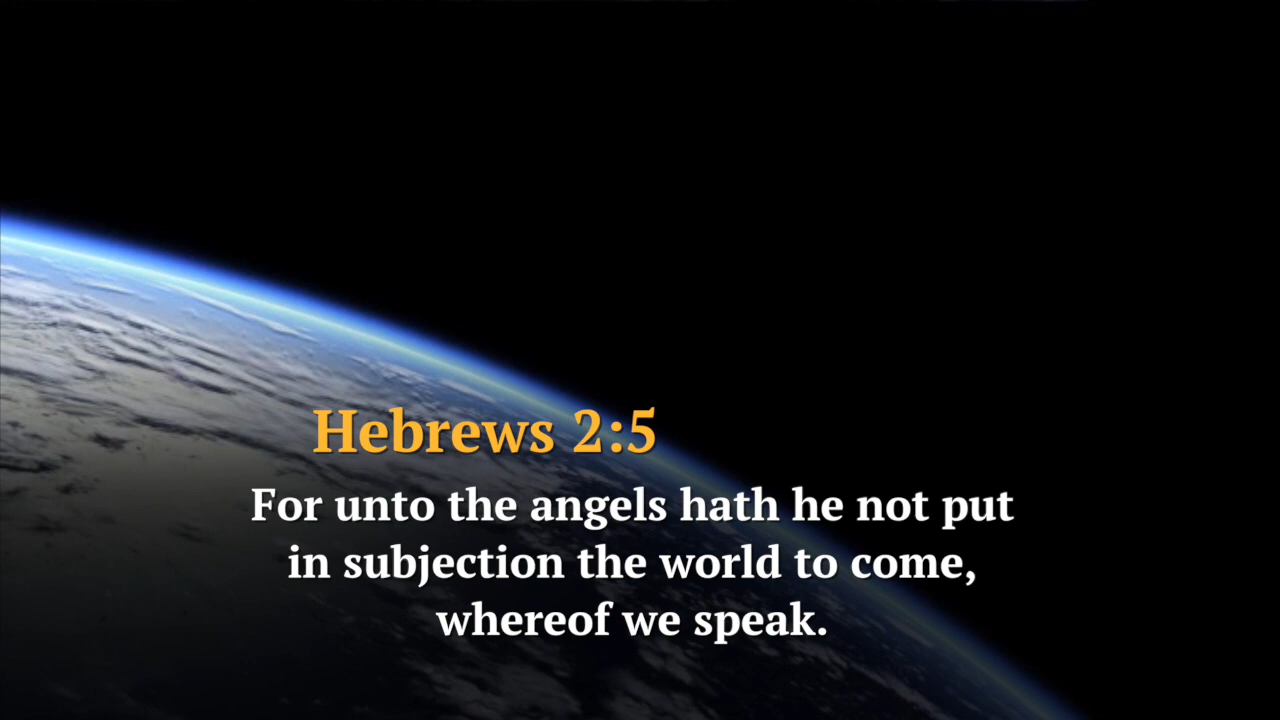 Hebrews 2:5
For unto the angels hath he not put
in subjection the world to come,
whereof we speak.